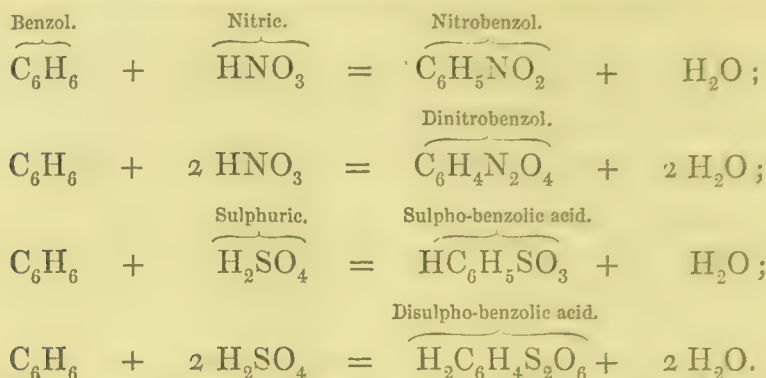 Benzol. Nitric. Nitrobenzol.
C₆H₆ + HNO₃ = C₆H₅NO₂ + H₂O;
Dinitrobenzol.
C₆H₆ + 2 HNO₃ = C₆H₄N₂O₄ + 2 H₂O;
Sulphuric. Sulpho-benzolic acid.
C₆H₆ + H₂SO₄ = HC₆H₅SO₃ + H₂O;
Disulpho-benzolic acid.
C₆H₆ + 2 H₂SO₄ = H₂C₆H₄S₂O₆ + 2 H₂O.